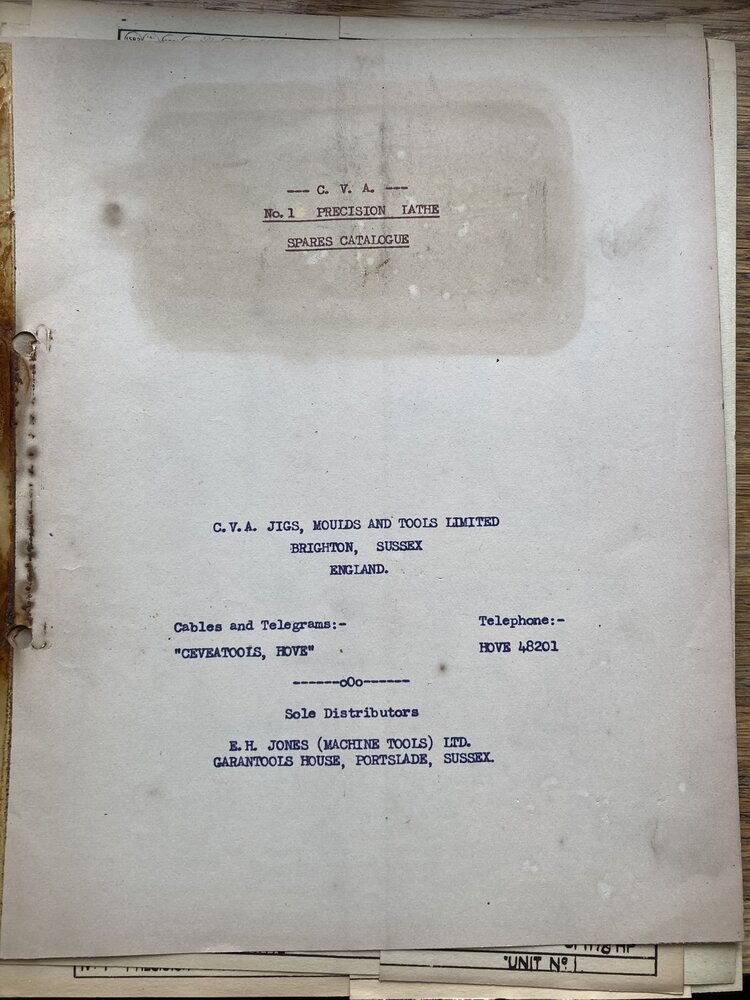 --- C. V. A. ---
No.1 PRECISION LATHE
SPARES CATALOGUE
C.V.A. JIGS, MOULDS AND TOOLS LIMITED
BRIGHTON, SUSSEX
ENGLAND.
Cables and Telegrams:- Telephone:-
"CEVEATOOLS, HOVE" HOVE 48201
------oOo------
Sole Distributors
E.H. JONES (MACHINE TOOLS) LTD.
GARANTOOLS HOUSE, PORTSLADE, SUSSEX.
UNIT Nº 1.